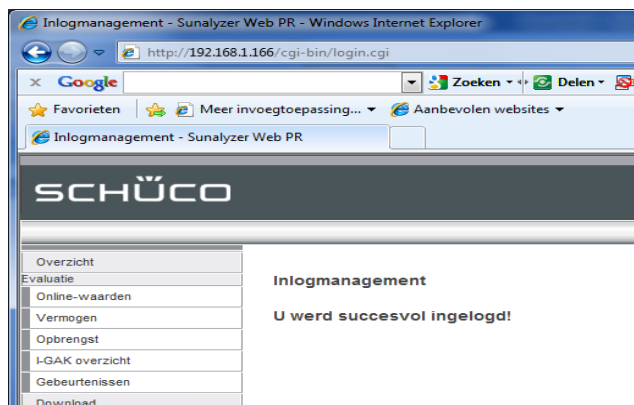 Inlogmanagement - Sunalyzer Web PR - Windows Internet Explorer
http://192.168.1.166/cgi-bin/login.cgi
Google Zoeken Delen
Favorieten Meer invoegtoepassing... Aanbevolen websites
Inlogmanagement - Sunalyzer Web PR
SCHÜCO
Overzicht
Evaluatie
Online-waarden
Vermogen
Opbrengst
I-GAK overzicht
Gebeurtenissen
Download
Inlogmanagement
U werd succesvol ingelogd!